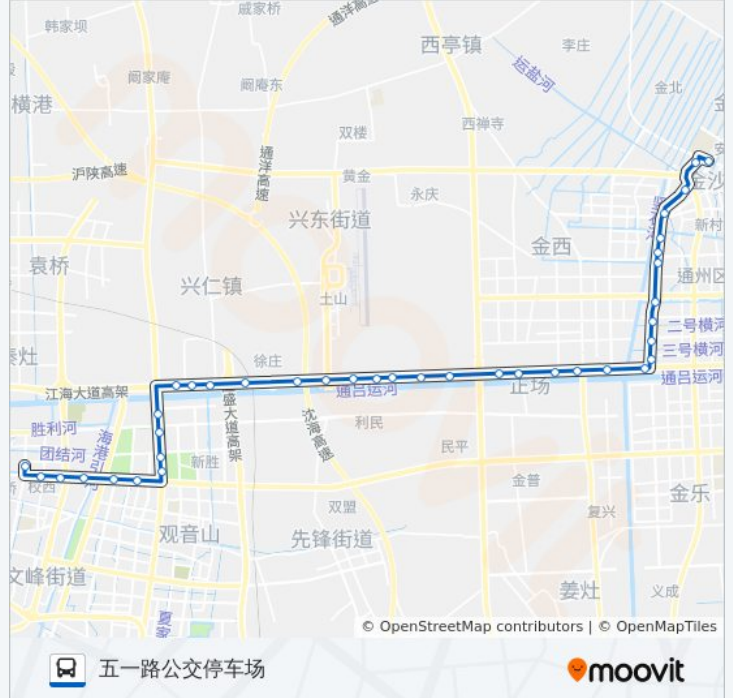 戚家桥
通洋高速
韩家坝
西亭镇
李庄
阚家庵
阚庵东
运盐河
金北
横港
双楼
西禅寺
沪陕高速
通洋高速
黄金
永庆
金沙
兴东街道
新村
袁桥
金西
兴仁镇
通州区
土山
二号横河
徐庄
三号横河
江海大道高架
通吕运河
正场
通吕运河
盛大道高架
沈海高速
利民
胜利河
海港
团结河
新胜
民平
校西
金普
金乐
双盟
复兴
观音山
先锋街道
文峰街道
姜灶
义成
© OpenStreetMap contributors | © OpenMapTiles
五一路公交停车场
moovit